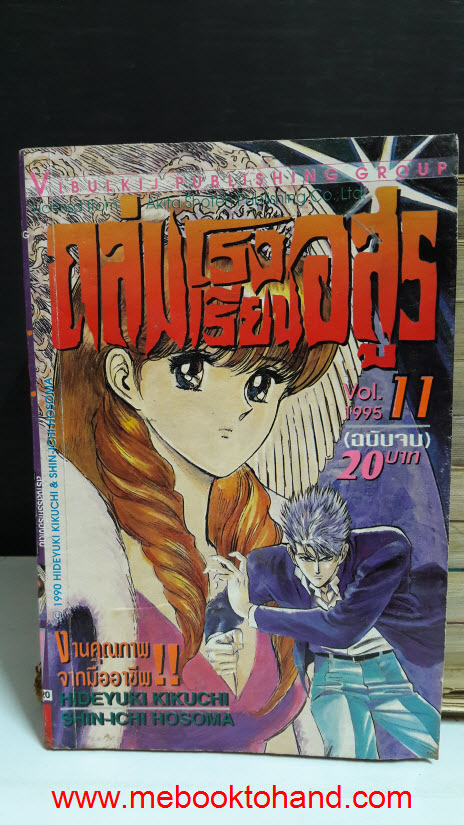 VIBULKIJ PUBLISHING GROUP
Akita Shoten Publishing Co., Ltd.
ถล่มโรงเรียนอสูร
Vol. 11
1995
(ฉบับจบ)
20 บาท
© 1990 HIDEYUKI KIKUCHI & SHIN-ICHI HOSOMA
งานคุณภาพ
จากมืออาชีพ!!
HIDEYUKI KIKUCHI
SHIN-ICHI HOSOMA
www.mebooktohand.com